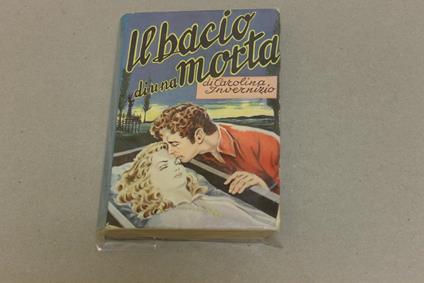 Il bacio
di una morta
di Carolina
Invernizio